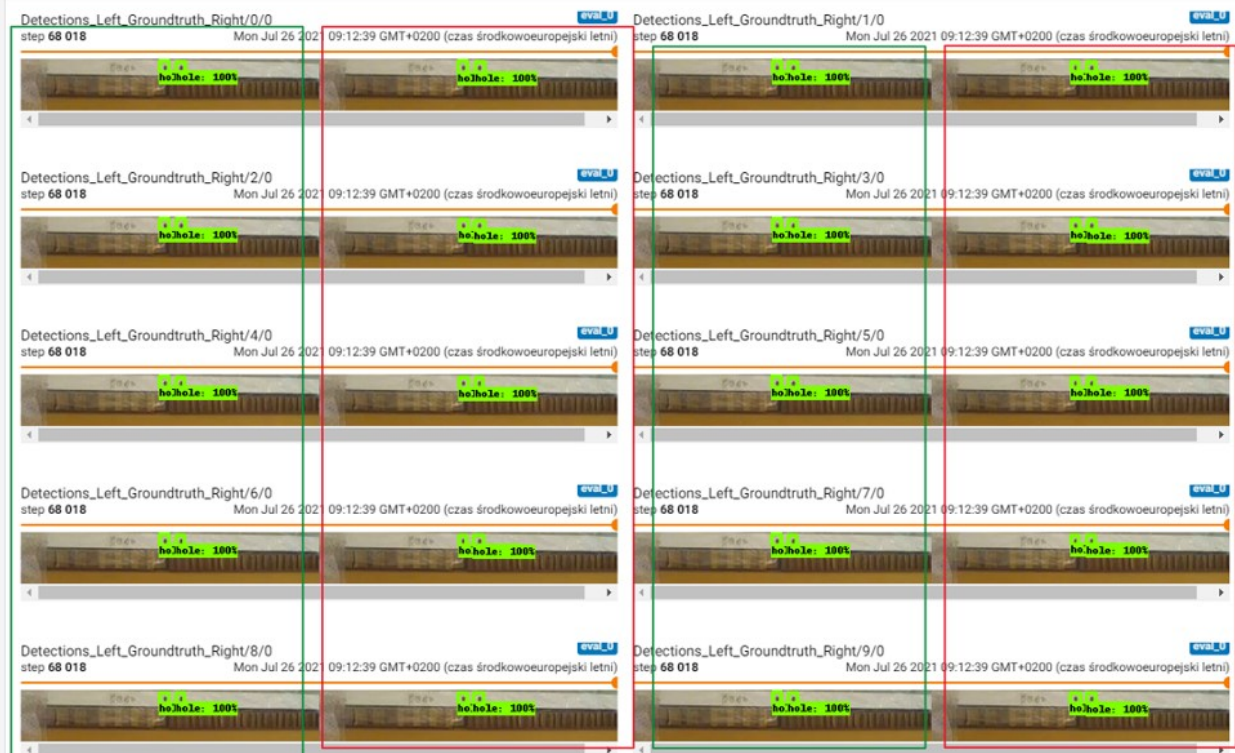 Detections_Left_Groundtruth_Right/0/0
eval_0
step 68 018
Mon Jul 26 2021 09:12:39 GMT+0200 (czas środkowoeuropejski letni)
hole: 100%
hole: 100%
Detections_Left_Groundtruth_Right/1/0
eval_0
step 68 018
Mon Jul 26 2021 09:12:39 GMT+0200 (czas środkowoeuropejski letni)
hole: 100%
hole: 100%
Detections_Left_Groundtruth_Right/2/0
eval_0
step 68 018
Mon Jul 26 2021 09:12:39 GMT+0200 (czas środkowoeuropejski letni)
hole: 100%
hole: 100%
Detections_Left_Groundtruth_Right/3/0
eval_0
step 68 018
Mon Jul 26 2021 09:12:39 GMT+0200 (czas środkowoeuropejski letni)
hole: 100%
hole: 100%
Detections_Left_Groundtruth_Right/4/0
eval_0
step 68 018
Mon Jul 26 2021 09:12:39 GMT+0200 (czas środkowoeuropejski letni)
hole: 100%
hole: 100%
Detections_Left_Groundtruth_Right/5/0
eval_0
step 68 018
Mon Jul 26 2021 09:12:39 GMT+0200 (czas środkowoeuropejski letni)
hole: 100%
hole: 100%
Detections_Left_Groundtruth_Right/6/0
eval_0
step 68 018
Mon Jul 26 2021 09:12:39 GMT+0200 (czas środkowoeuropejski letni)
hole: 100%
hole: 100%
Detections_Left_Groundtruth_Right/7/0
eval_0
step 68 018
Mon Jul 26 2021 09:12:39 GMT+0200 (czas środkowoeuropejski letni)
hole: 100%
hole: 100%
Detections_Left_Groundtruth_Right/8/0
eval_0
step 68 018
Mon Jul 26 2021 09:12:39 GMT+0200 (czas środkowoeuropejski letni)
hole: 100%
hole: 100%
Detections_Left_Groundtruth_Right/9/0
eval_0
step 68 018
Mon Jul 26 2021 09:12:39 GMT+0200 (czas środkowoeuropejski letni)
hole: 100%
hole: 100%